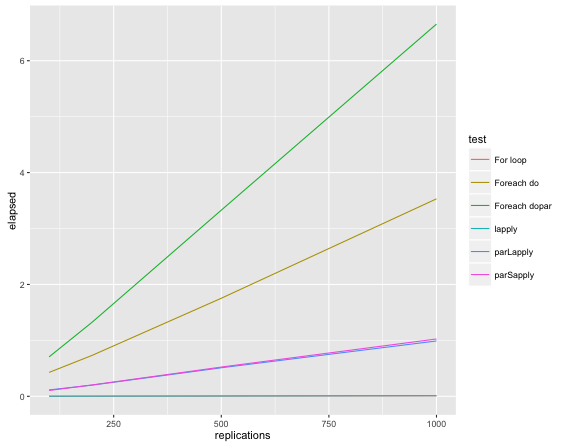 elapsed
6
4
2
0
250
500
750
1000
replications
test
For loop
Foreach do
Foreach dopar
lapply
parLapply
parSapply